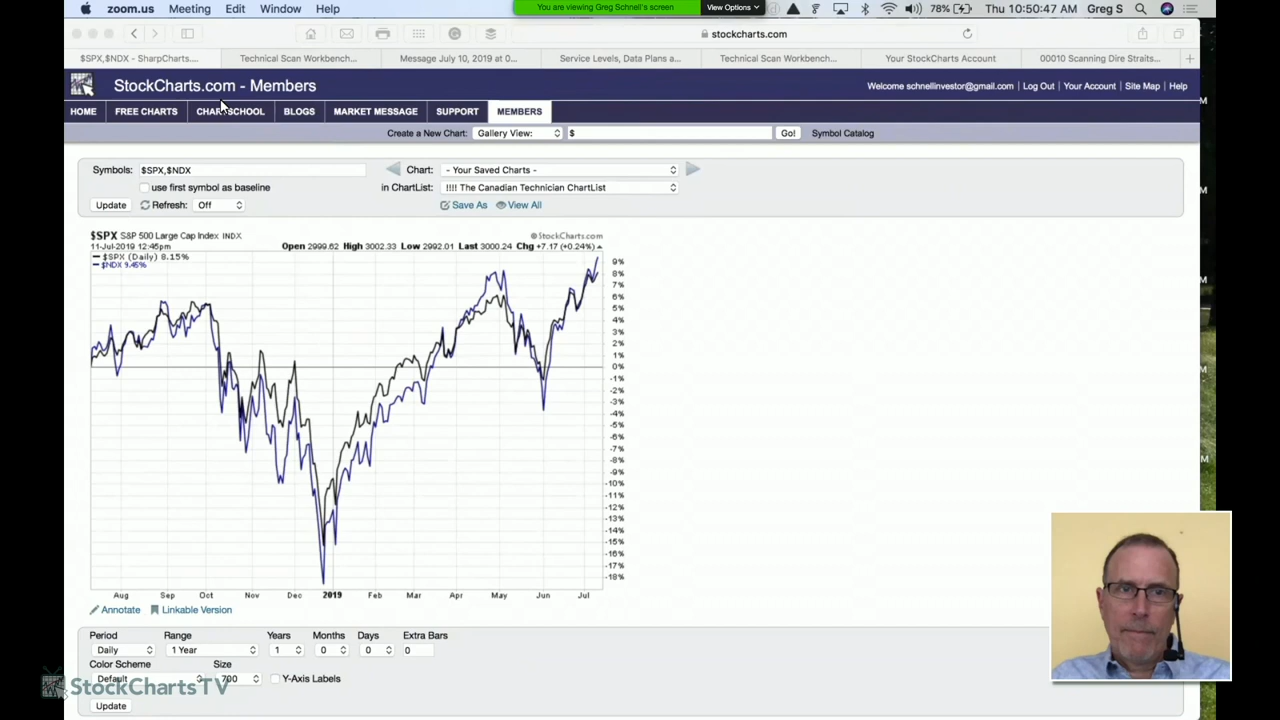 zoom.us Meeting Edit Window Help
You are viewing Greg Schnell's screen View Options
78% Thu 10:50:47 AM Greg S
stockcharts.com
$SPX,$NDX - SharpCharts....
Technical Scan Workbench...
Message July 10, 2019 at 0...
Service Levels, Data Plans a...
Technical Scan Workbench...
Your StockCharts Account
00010 Scanning Dire Straits...
StockCharts.com - Members
Welcome schnellinvestor@gmail.com | Log Out | Your Account | Site Map | Help
HOME FREE CHARTS CHARTSCHOOL BLOGS MARKET MESSAGE SUPPORT MEMBERS
Create a New Chart: Gallery View: $ Go! Symbol Catalog
Symbols: $SPX,$NDX
Chart: - Your Saved Charts -
use first symbol as baseline
in ChartList: !!!! The Canadian Technician ChartList
Update Refresh: Off
Save As View All
$SPX S&P 500 Large Cap Index INDX
© StockCharts.com
11-Jul-2019 12:45pm
Open 2999.62 High 3002.33 Low 2992.01 Last 3000.24 Chg +7.17 (+0.24%)
$SPX (Daily) 8.15%
$NDX 9.45%
9%
8%
7%
6%
5%
4%
3%
2%
1%
0%
-1%
-2%
-3%
-4%
-5%
-6%
-7%
-8%
-9%
-10%
-11%
-12%
-13%
-14%
-15%
-16%
-17%
-18%
Aug Sep Oct Nov Dec 2019 Feb Mar Apr May Jun Jul
Annotate Linkable Version
Period Range Years Months Days Extra Bars
Daily 1 Year 1 0 0 0
Color Scheme Size
Default 700 Y-Axis Labels
StockChartsTV
Update